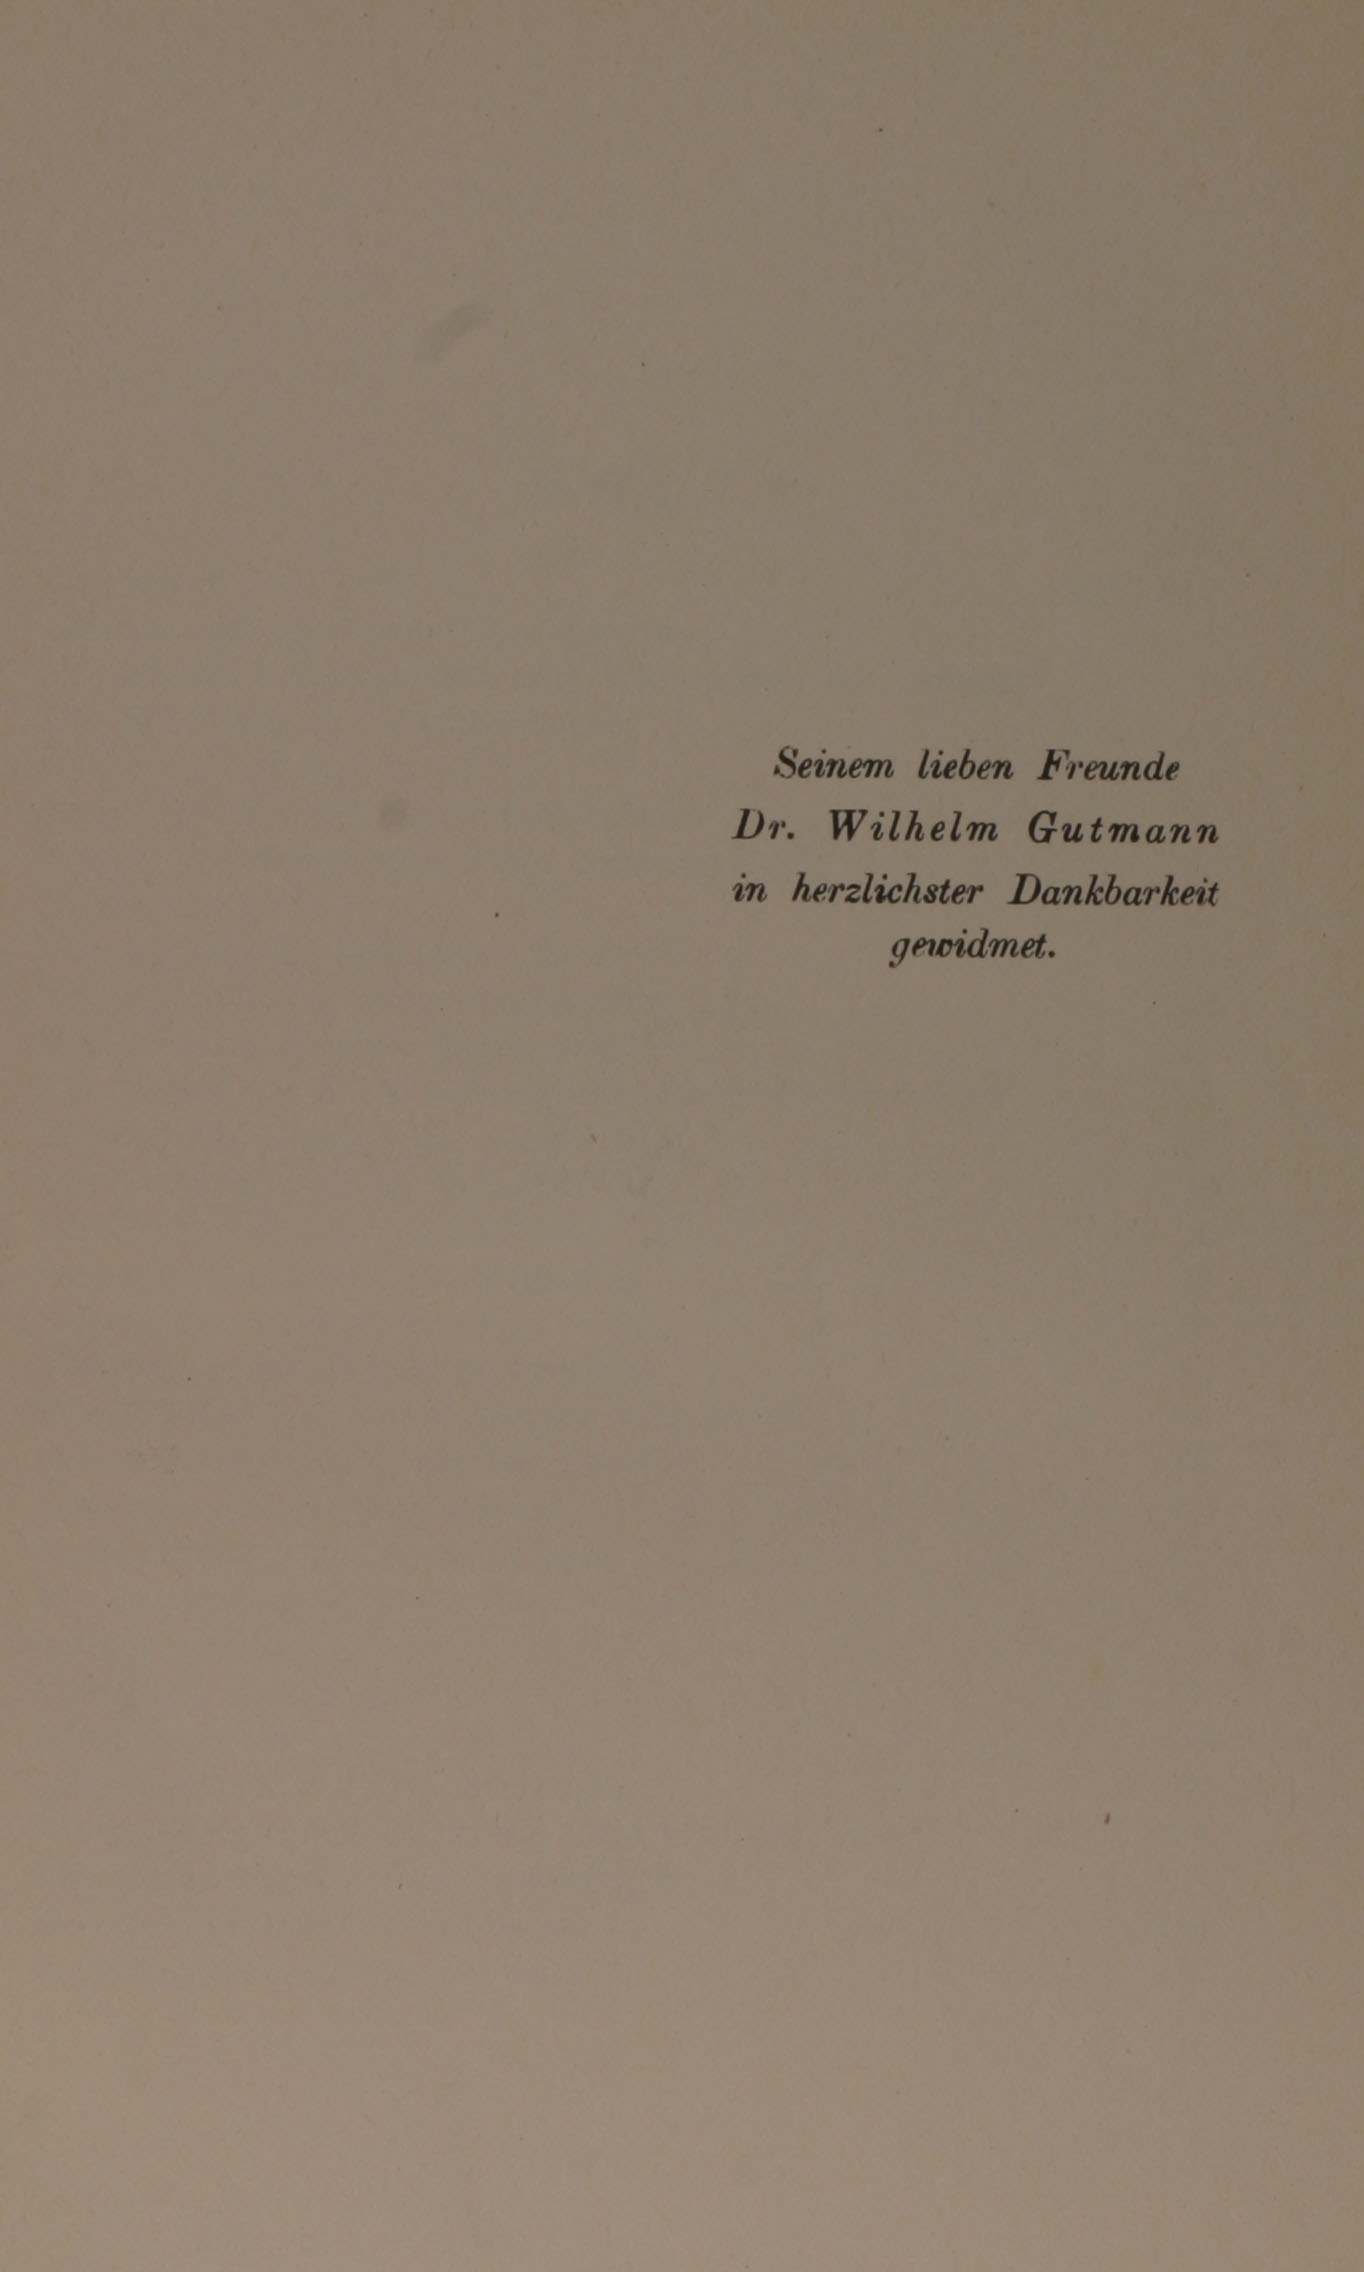 Seinem lieben Freunde
Dr. Wilhelm Gutmann
in herzlichster Dankbarkeit
gewidmet.